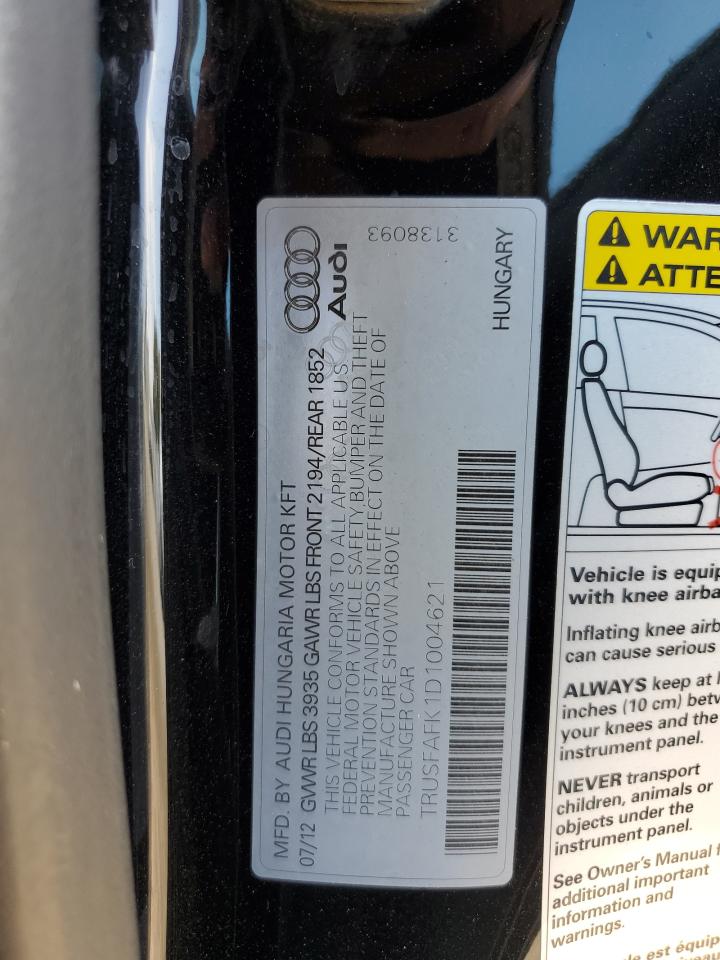 MFD. BY AUDI HUNGARIA MOTOR KFT
07/12 GVWR LBS 3935 GAWR LBS FRONT 2194/REAR 1852
THIS VEHICLE CONFORMS TO ALL APPLICABLE U.S.
FEDERAL MOTOR VEHICLE SAFETY BUMPER AND THEFT
PREVENTION STANDARDS IN EFFECT ON THE DATE OF
MANUFACTURE SHOWN ABOVE
PASSENGER CAR
TRUSFAFK1D1004621
Audi
3138093
HUNGARY
WAR
ATTE
Vehicle is equip
with knee airba
Inflating knee airb
can cause serious
ALWAYS keep at
inches (10 cm) betw
your knees and the
instrument panel.
NEVER transport
children, animals or
objects under the
instrument panel.
See Owner's Manual f
additional important
information and
warnings.
le est équip